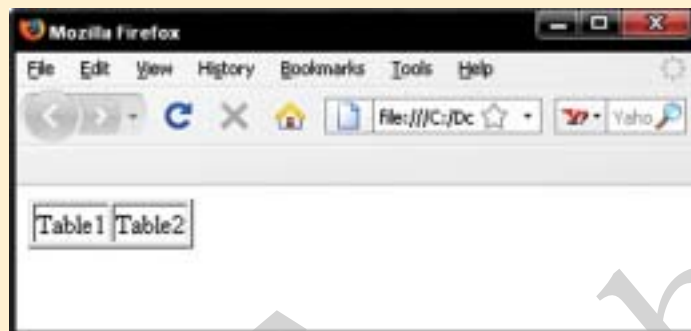 Mozilla Firefox
File Edit View History Bookmarks Tools Help
file:///C:/Dc Yaho
Table1 Table2